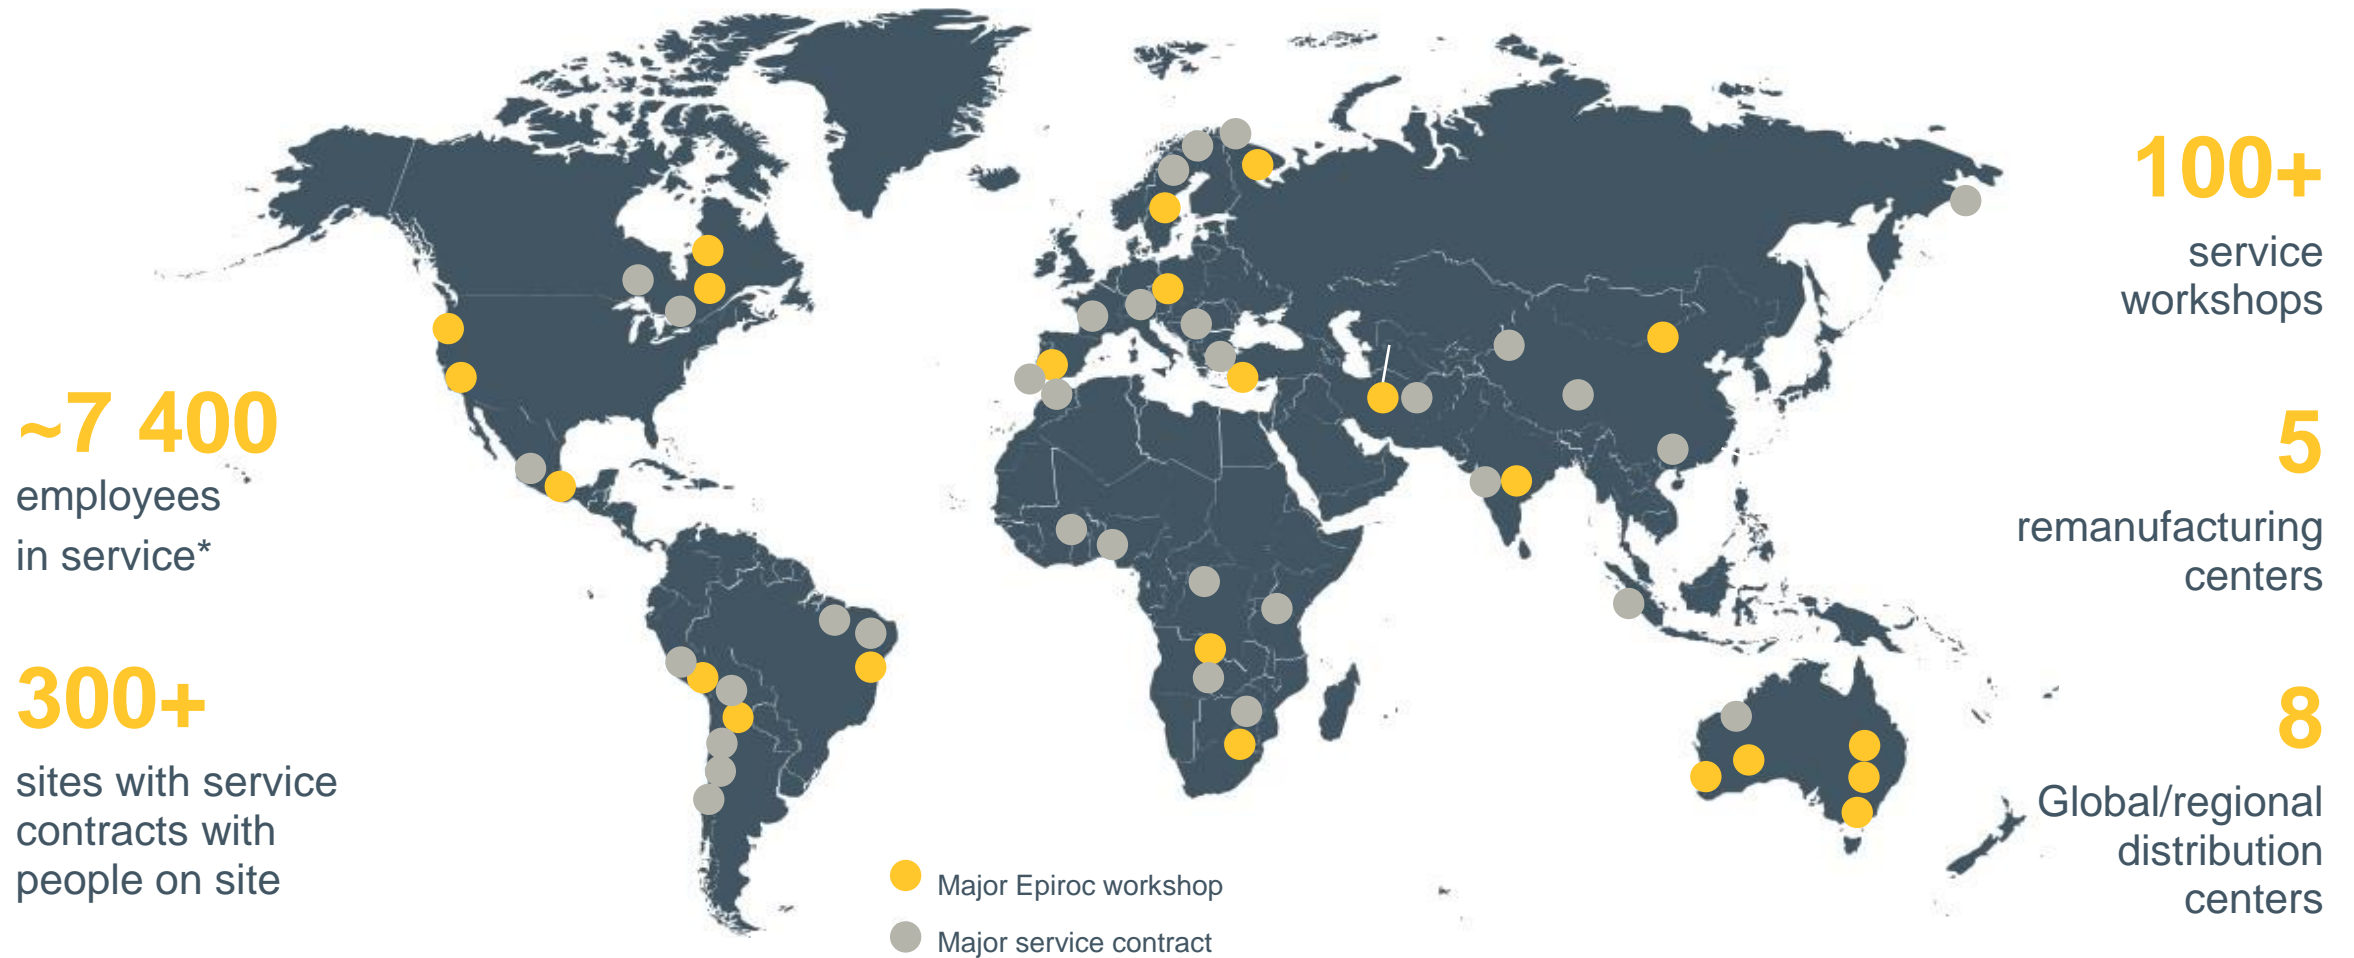 ~7 400
employees
in service*
300+
sites with service
contracts with
people on site
Major Epiroc workshop
Major service contract
100+
service
workshops
5
remanufacturing
centers
8
Global/regional
distribution
centers